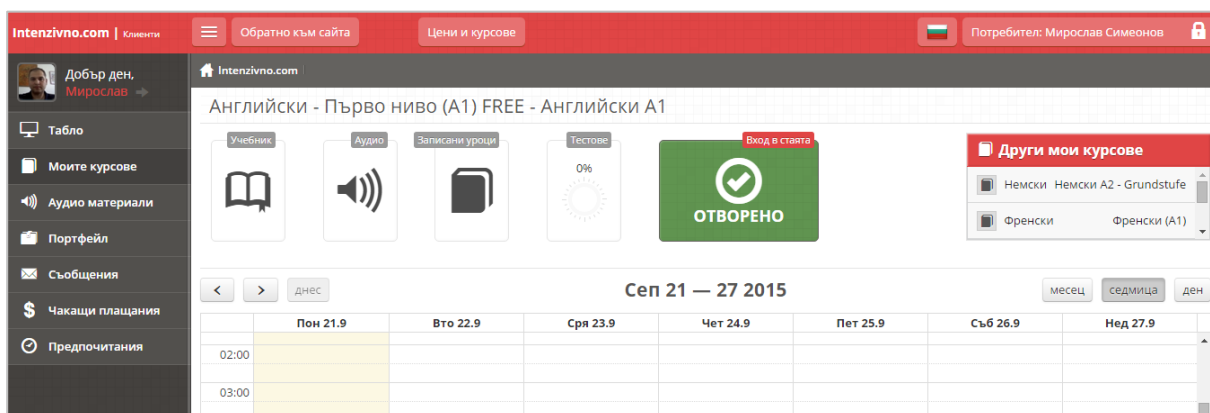 Intenzivno.com | Клиенти
Обратно към сайта
Цени и курсове
Потребител: Мирослав Симеонов
Добър ден,
Мирослав
Табло
Моите курсове
Аудио материали
Портфейл
Съобщения
Чакащи плащания
Предпочитания
Intenzivno.com
Английски - Първо ниво (A1) FREE - Английски A1
Учебник
Аудио
Записани уроци
Тестове
0%
Вход в стаята
ОТВОРЕНО
Други мои курсове
Немски Немски A2 - Grundstufe
Френски Френски (A1)
днес
Сеп 21 — 27 2015
месец седмица ден
Пон 21.9 Вто 22.9 Сря 23.9 Чет 24.9 Пет 25.9 Съб 26.9 Нед 27.9
02:00
03:00